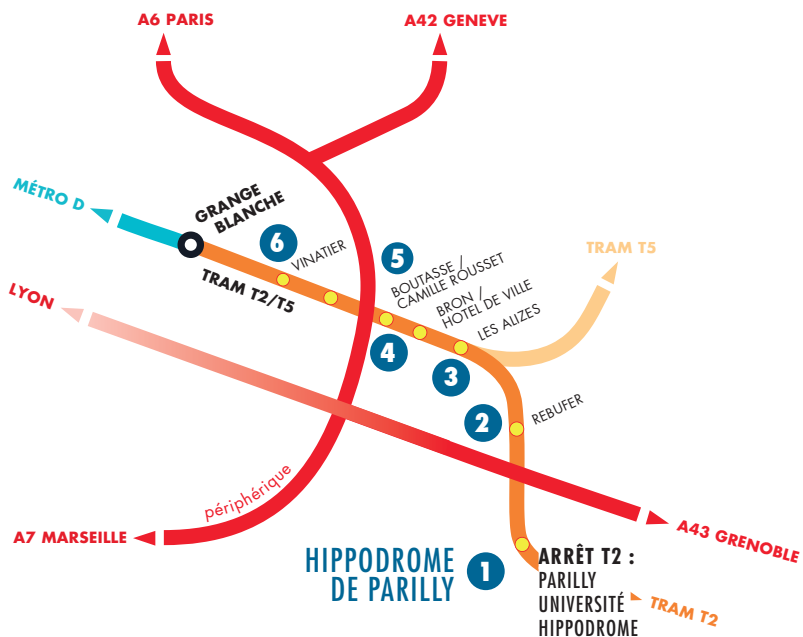 A6 PARIS
A42 GENEVE
MÉTRO D
GRANGE
BLANCHE
6
VINATIER
5
BOUTASSE /
CAMILLE ROUSSET
BRON /
HOTEL DE VILLE
LES ALIZES
TRAM T5
TRAM T2/T5
LYON
4
3
2
REBUFER
périphérique
A7 MARSEILLE
A43 GRENOBLE
HIPPODROME
DE PARILLY
1
ARRÊT T2 :
PARILLY
UNIVERSITÉ
HIPPODROME
TRAM T2